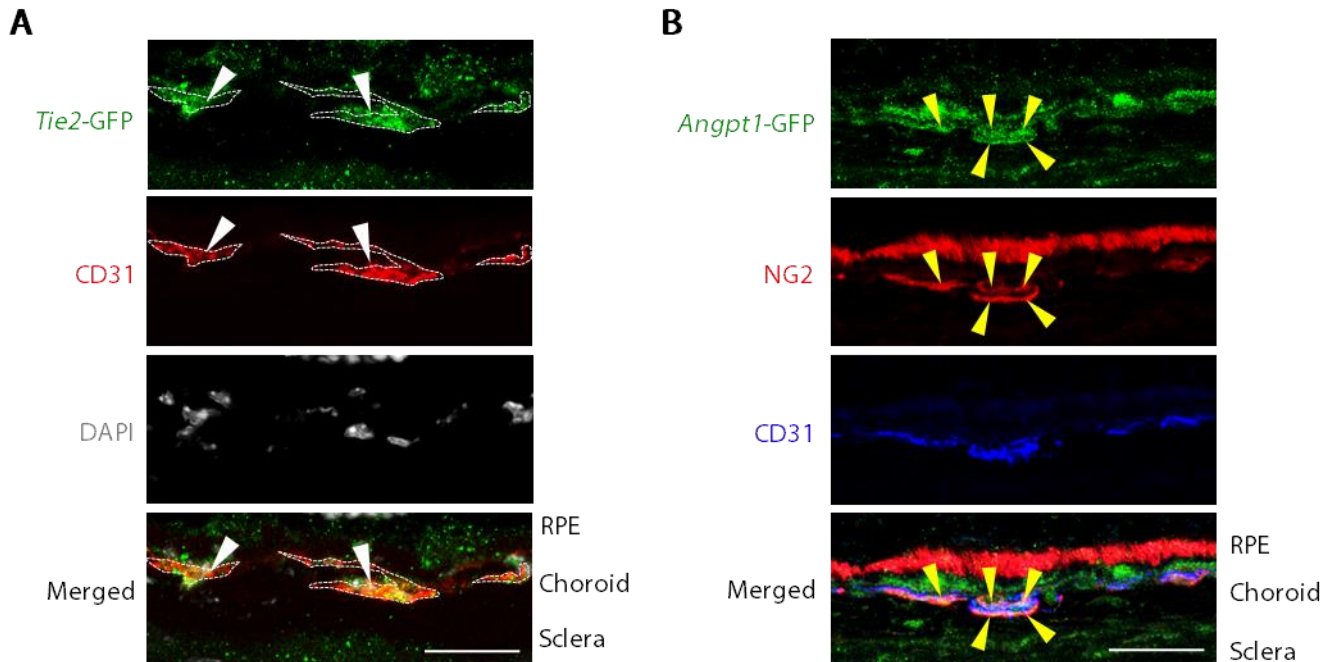 A
Tie2-GFP
CD31
DAPI
Merged
RPE
Choroid
Sclera
B
Angpt1-GFP
NG2
CD31
Merged
RPE
Choroid
Sclera